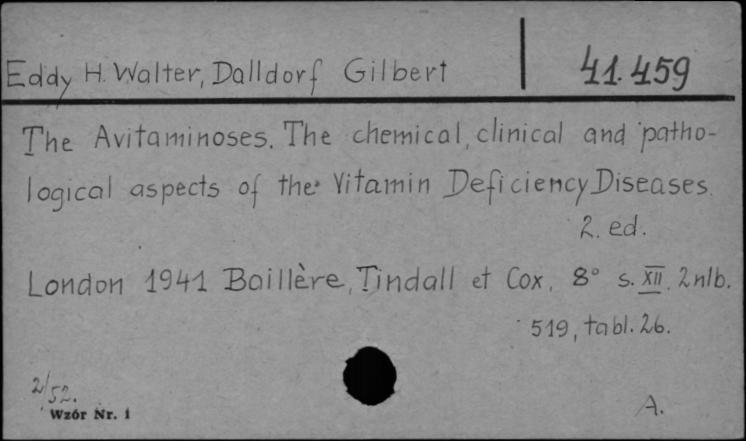 Eddy H. Walter, Dalldorf Gilbert 41.459
The Avitaminoses. The chemical, clinical and patho-
logical aspects of the Vitamin Deficiency Diseases.
2. ed.
London 1941 Baillère, Tindall et Cox. 8° s. XII. 2 nlb.
519, tabl. 26.
2/52.
Wzór Nr. 1
A.